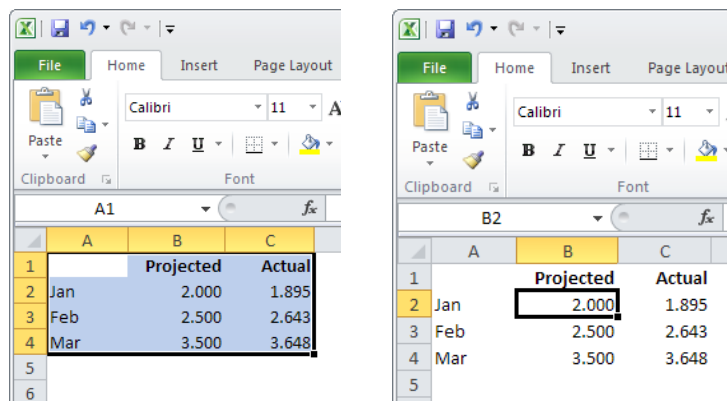 File Home Insert Page Layout
Calibri 11 A
Paste
B I U
Clipboard Font
A1 fx
A B C
1 Projected Actual
2 Jan 2.000 1.895
3 Feb 2.500 2.643
4 Mar 3.500 3.648
5
6
File Home Insert Page Layou
Calibri 11
Paste
B I U
Clipboard Font
B2 fx
A B C
1 Projected Actual
2 Jan 2.000 1.895
3 Feb 2.500 2.643
4 Mar 3.500 3.648
5